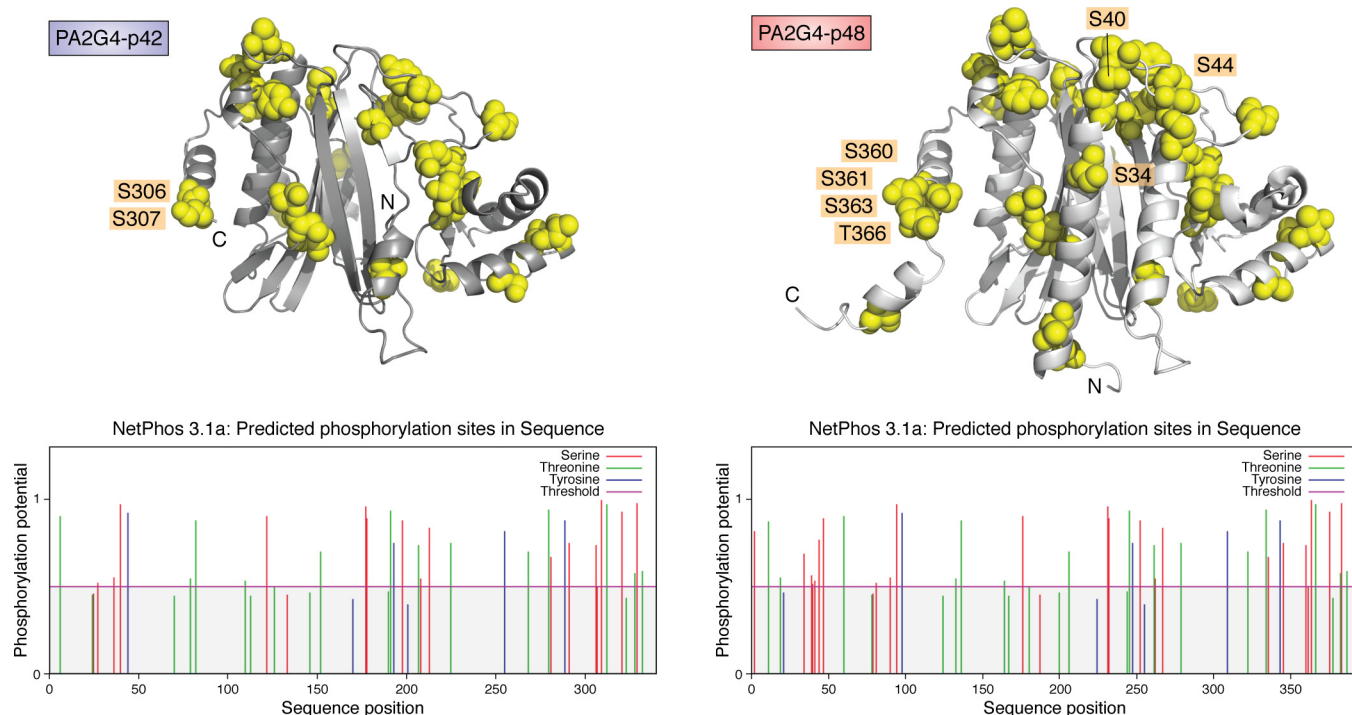 PA2G4-p42
S306
S307
C
N
PA2G4-p48
S40
S44
S360
S361
S363
T366
S34
C
N
NetPhos 3.1a: Predicted phosphorylation sites in Sequence
Phosphorylation potential
1
0
Serine
Threonine
Tyrosine
Threshold
0 50 100 150 200 250 300
Sequence position
NetPhos 3.1a: Predicted phosphorylation sites in Sequence
Phosphorylation potential
1
0
Serine
Threonine
Tyrosine
Threshold
0 50 100 150 200 250 300 350
Sequence position